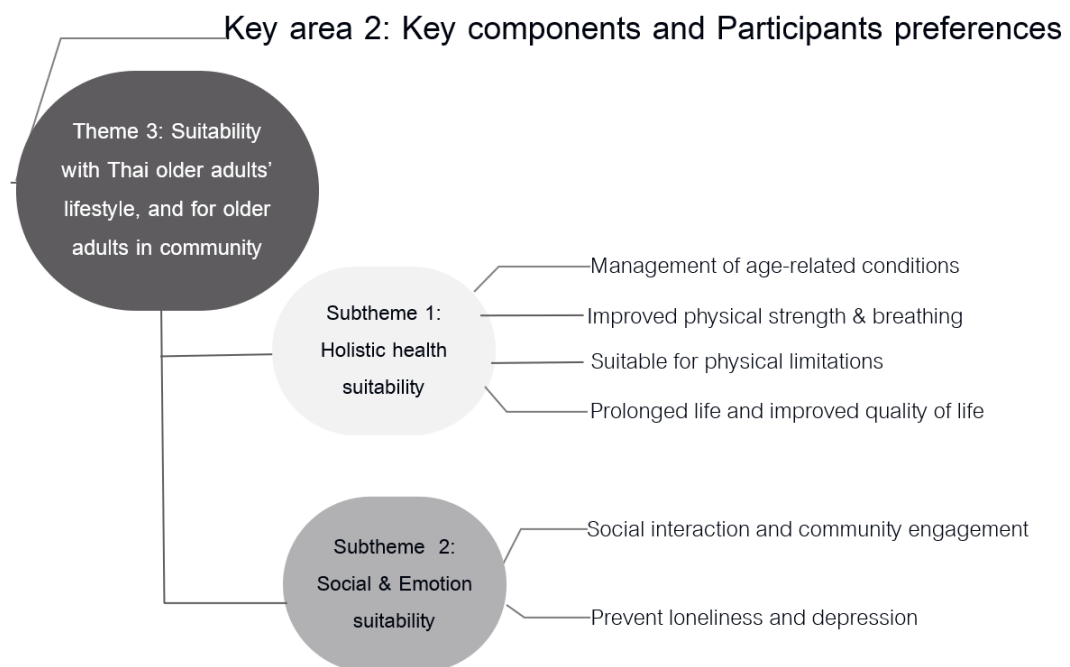 Key area 2: Key components and Participants preferences
Theme 3: Suitability
with Thai older adults’
lifestyle, and for older
adults in community
Subtheme 1:
Holistic health
suitability
Management of age-related conditions
Improved physical strength & breathing
Suitable for physical limitations
Prolonged life and improved quality of life
Subtheme 2:
Social & Emotion
suitability
Social interaction and community engagement
Prevent loneliness and depression